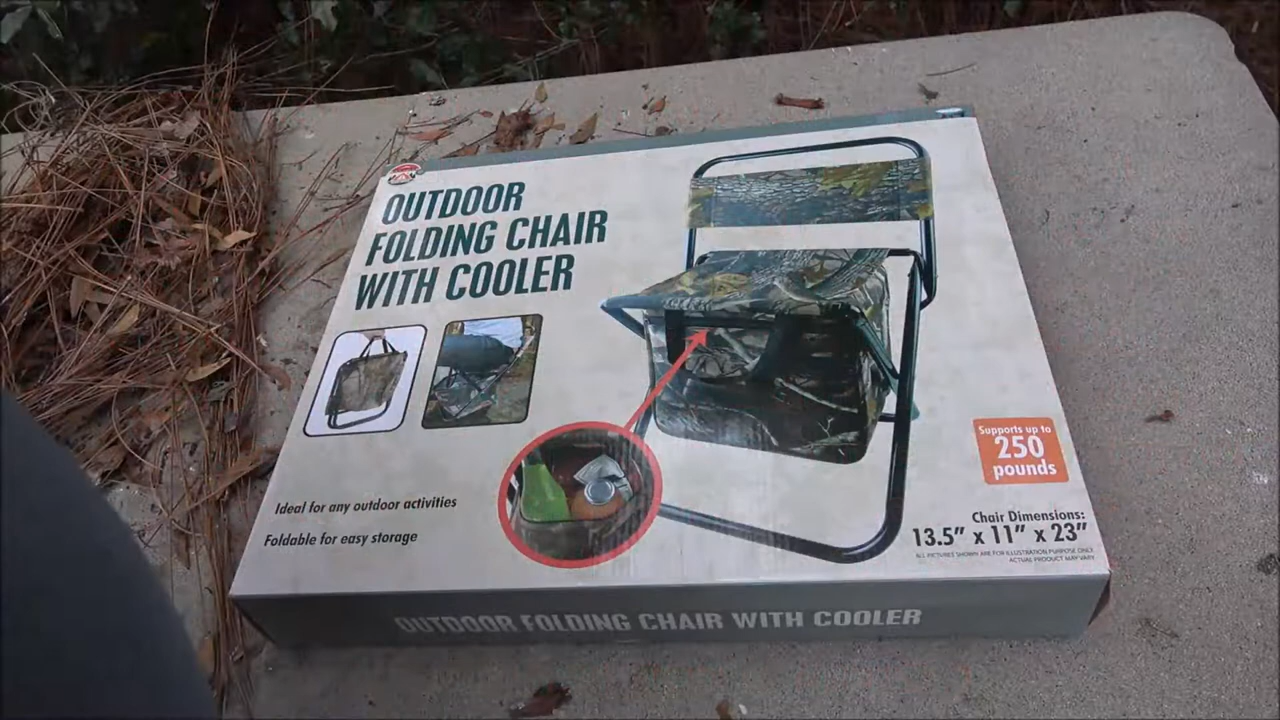 OUTDOOR
FOLDING CHAIR
WITH COOLER
Supports up to
250
pounds
Ideal for any outdoor activities
Foldable for easy storage
Chair Dimensions:
13.5" x 11" x 23"
ALL PICTURES SHOWN ARE FOR ILLUSTRATION PURPOSE ONLY.
ACTUAL PRODUCT MAY VARY
OUTDOOR FOLDING CHAIR WITH COOLER